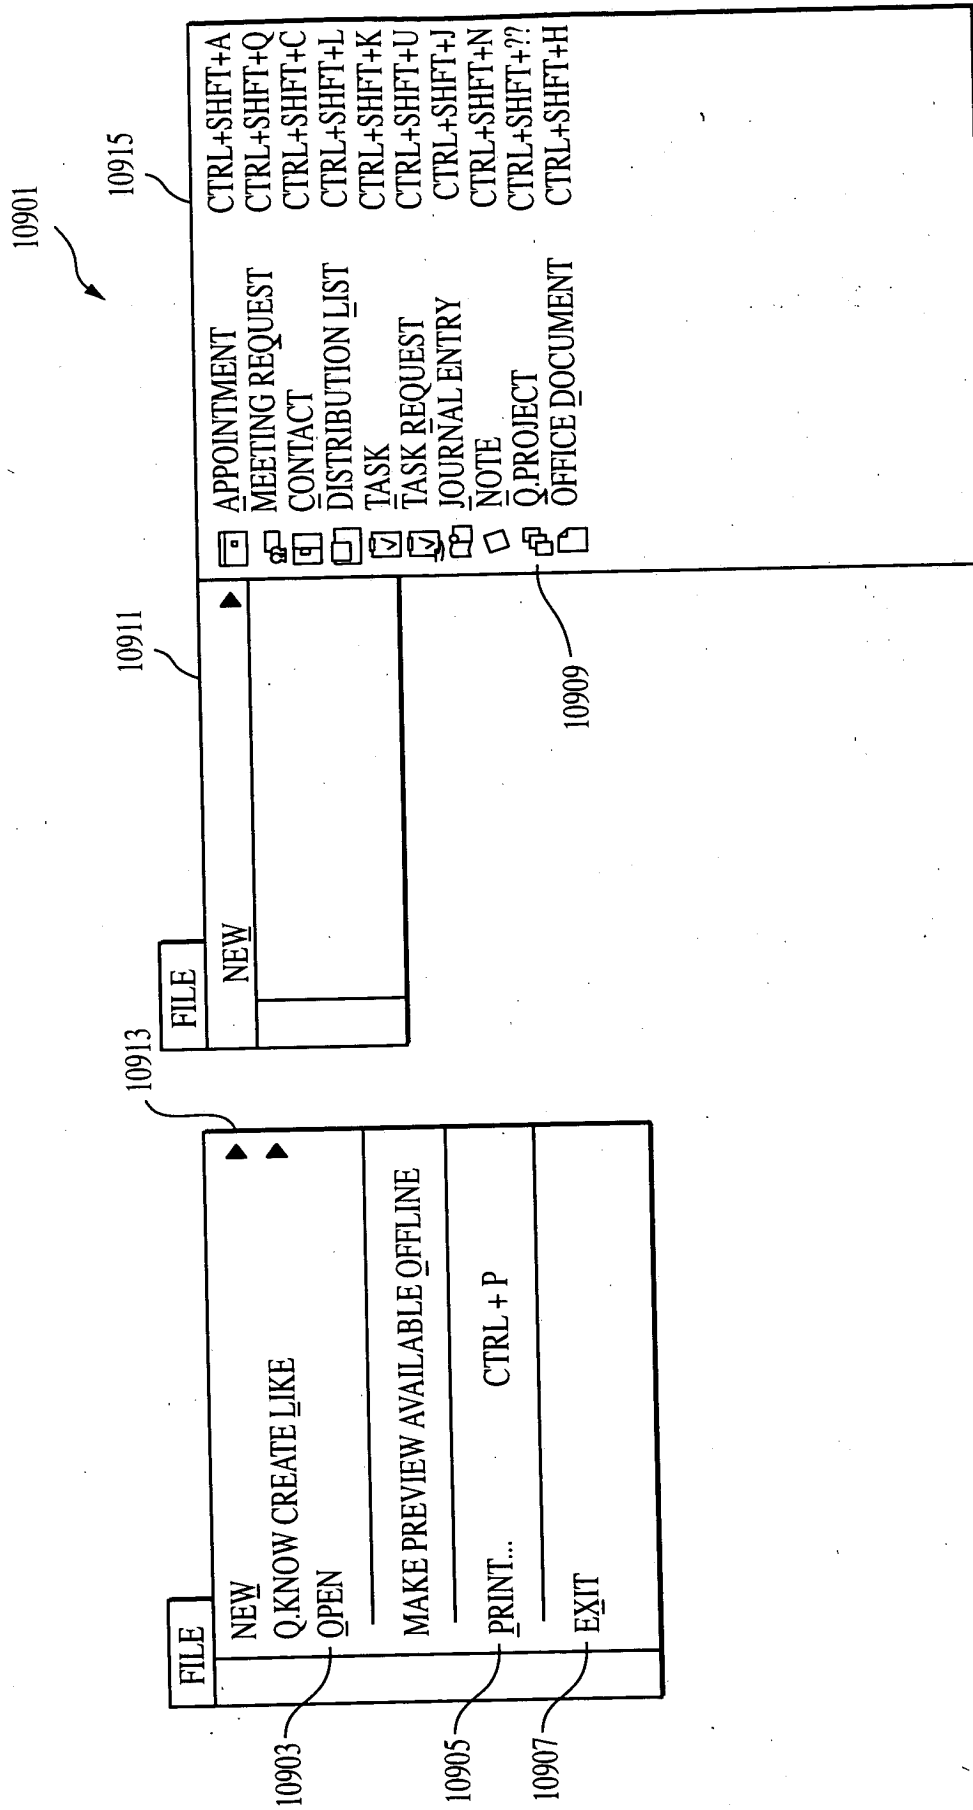 10901
FILE
10913
NEW
Q.KNOW CREATE LIKE
OPEN
MAKE PREVIEW AVAILABLE OFFLINE
PRINT... CTRL + P
EXIT
10903
10905
10907
FILE
10911
NEW
10915
APPOINTMENT CTRL+SHFT+A
MEETING REQUEST CTRL+SHFT+Q
CONTACT CTRL+SHFT+C
DISTRIBUTION LIST CTRL+SHFT+L
TASK CTRL+SHFT+K
TASK REQUEST CTRL+SHFT+U
JOURNAL ENTRY CTRL+SHFT+J
NOTE CTRL+SHFT+N
Q.PROJECT CTRL+SHFT+??
OFFICE DOCUMENT CTRL+SHFT+H
10909